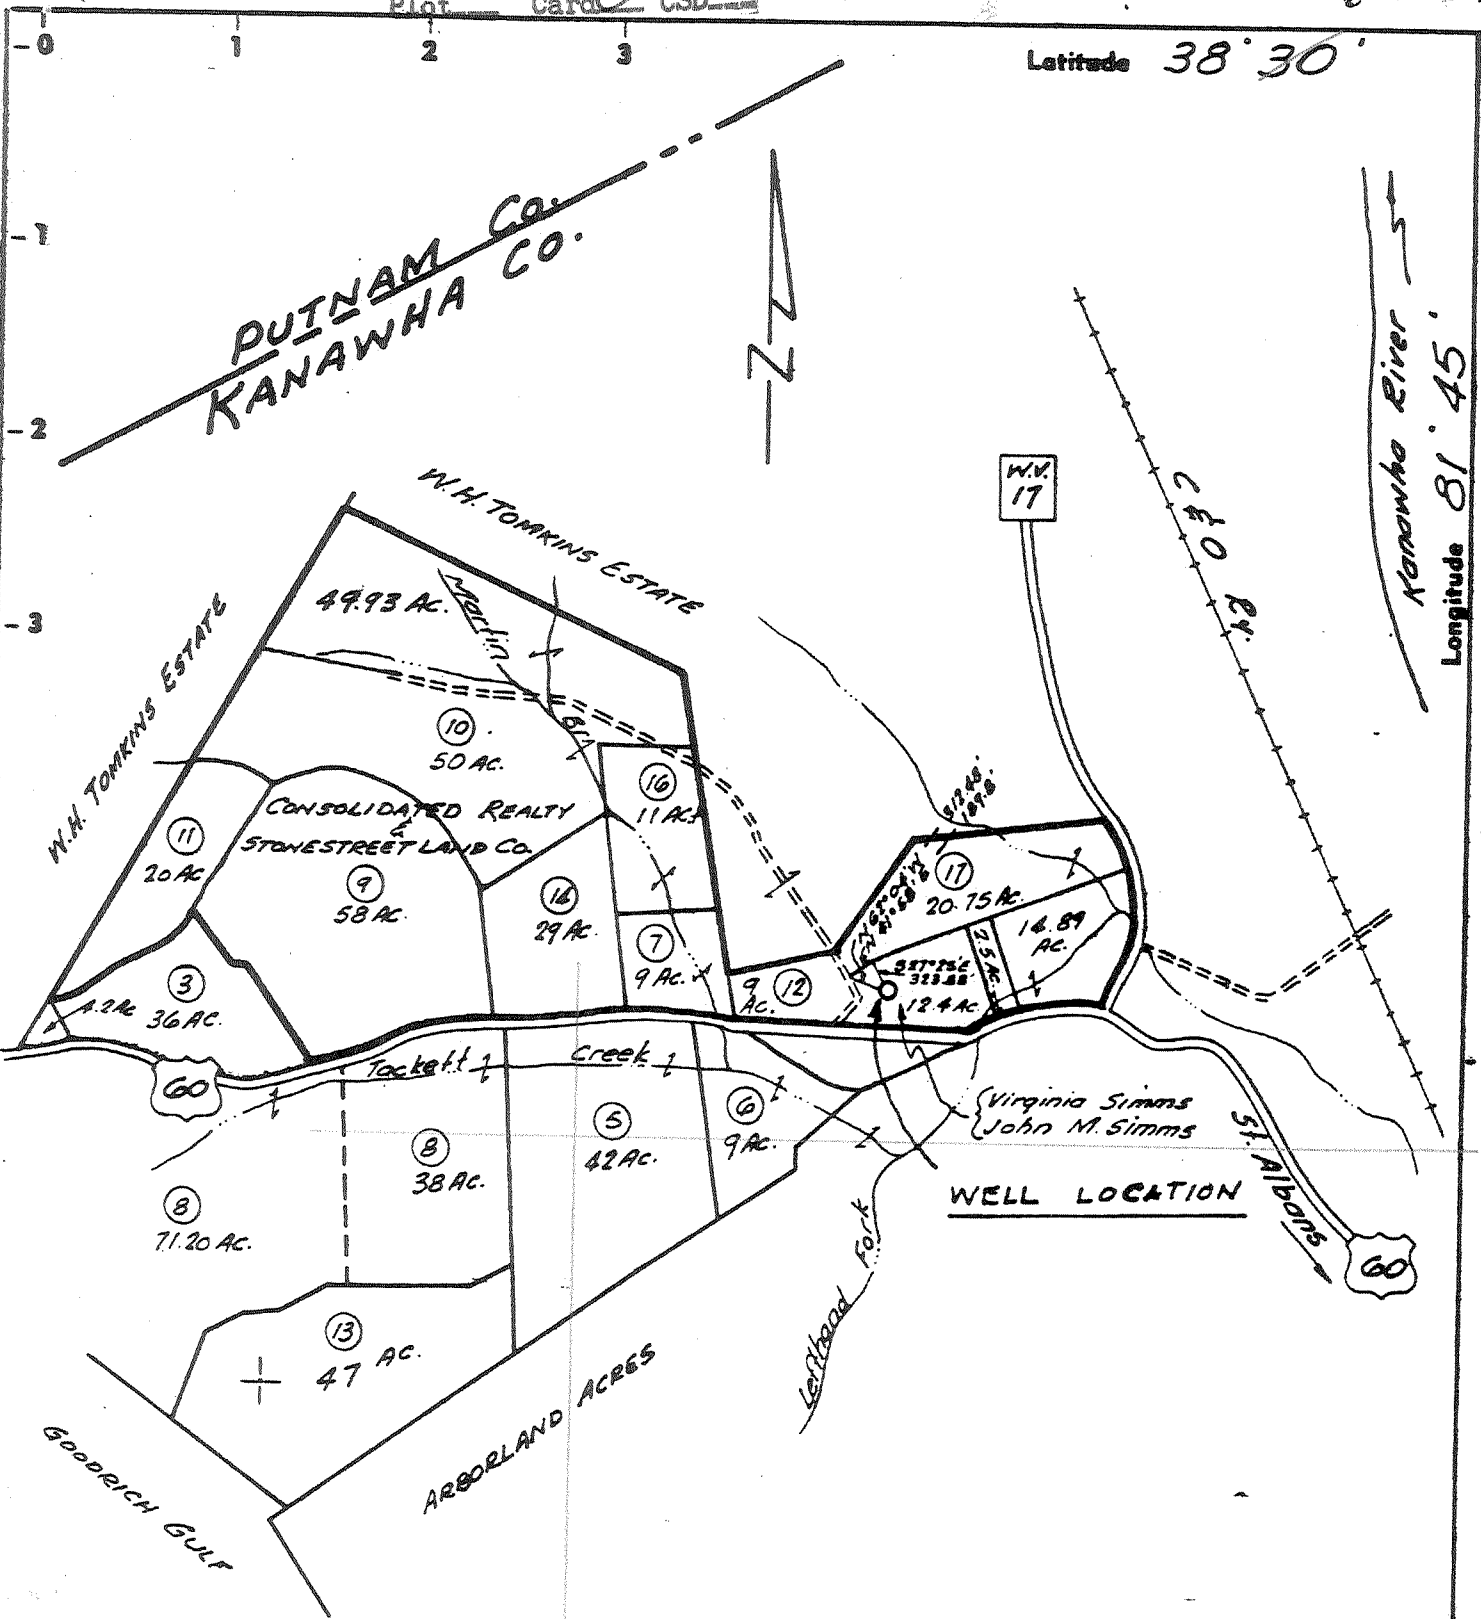 Plot Card CSD
0 1 2 3
Latitude 38° 30'
-1
-2
-3
PUTNAM Co.
KANAWHA CO.
Kanawha River
Longitude 81° 45'
W.V.
17
C & O Ry.
W.H. TOMKINS ESTATE
W.H. TOMKINS ESTATE
49.93 AC.
Martin
Br.
10
50 AC.
CONSOLIDATED REALTY
&
STONESTREET LAND CO.
16
11 AC.
11
20 AC
9
58 AC.
14
29 AC.
7
9 AC.
9
AC.
12
17
20.75 AC.
14.89
AC.
2.5 AC.
12.4 AC
3
36 AC.
4.2 AC
60
Tackett Creek
8
38 AC.
5
42 AC.
6
9 AC.
Virginia Simms
John M. Simms
WELL LOCATION
St. Albans
60
8
71.20 AC.
13
47 AC.
Lefthand Fork
GOODRICH GULF
ARBORLAND ACRES